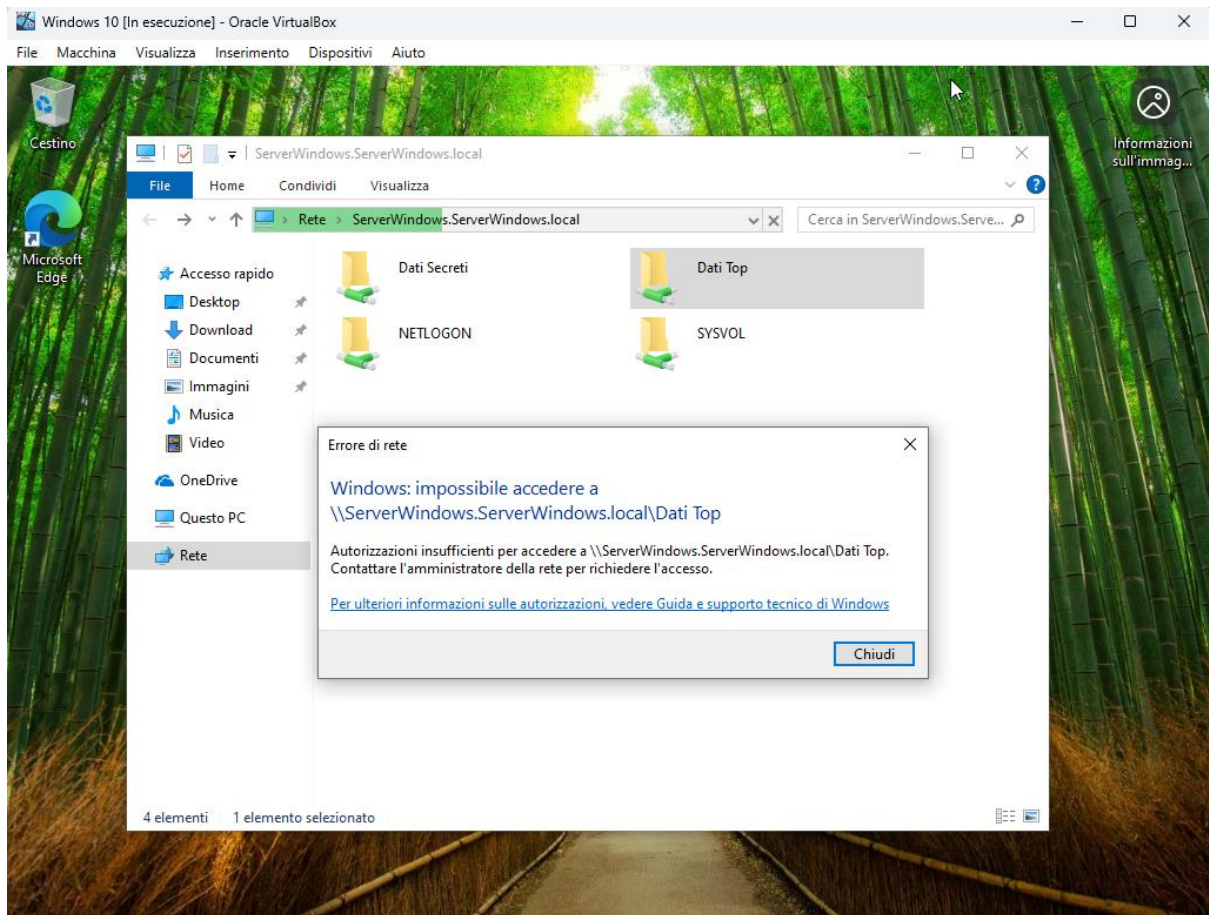 Windows 10 [In esecuzione] - Oracle VirtualBox
File Macchina Visualizza Inserimento Dispositivi Aiuto
Cestino
Informazioni
sull'immag...
Microsoft
Edge
ServerWindows.ServerWindows.local
File Home Condividi Visualizza
Rete > ServerWindows.ServerWindows.local
Cerca in ServerWindows.Serve...
Accesso rapido
Desktop
Download
Documenti
Immagini
Musica
Video
OneDrive
Questo PC
Rete
Dati Secreti
Dati Top
NETLOGON
SYSVOL
Errore di rete
Windows: impossibile accedere a
\\ServerWindows.ServerWindows.local\Dati Top
Autorizzazioni insufficienti per accedere a \\ServerWindows.ServerWindows.local\Dati Top.
Contattare l'amministratore della rete per richiedere l'accesso.
Per ulteriori informazioni sulle autorizzazioni, vedere Guida e supporto tecnico di Windows
Chiudi
4 elementi 1 elemento selezionato